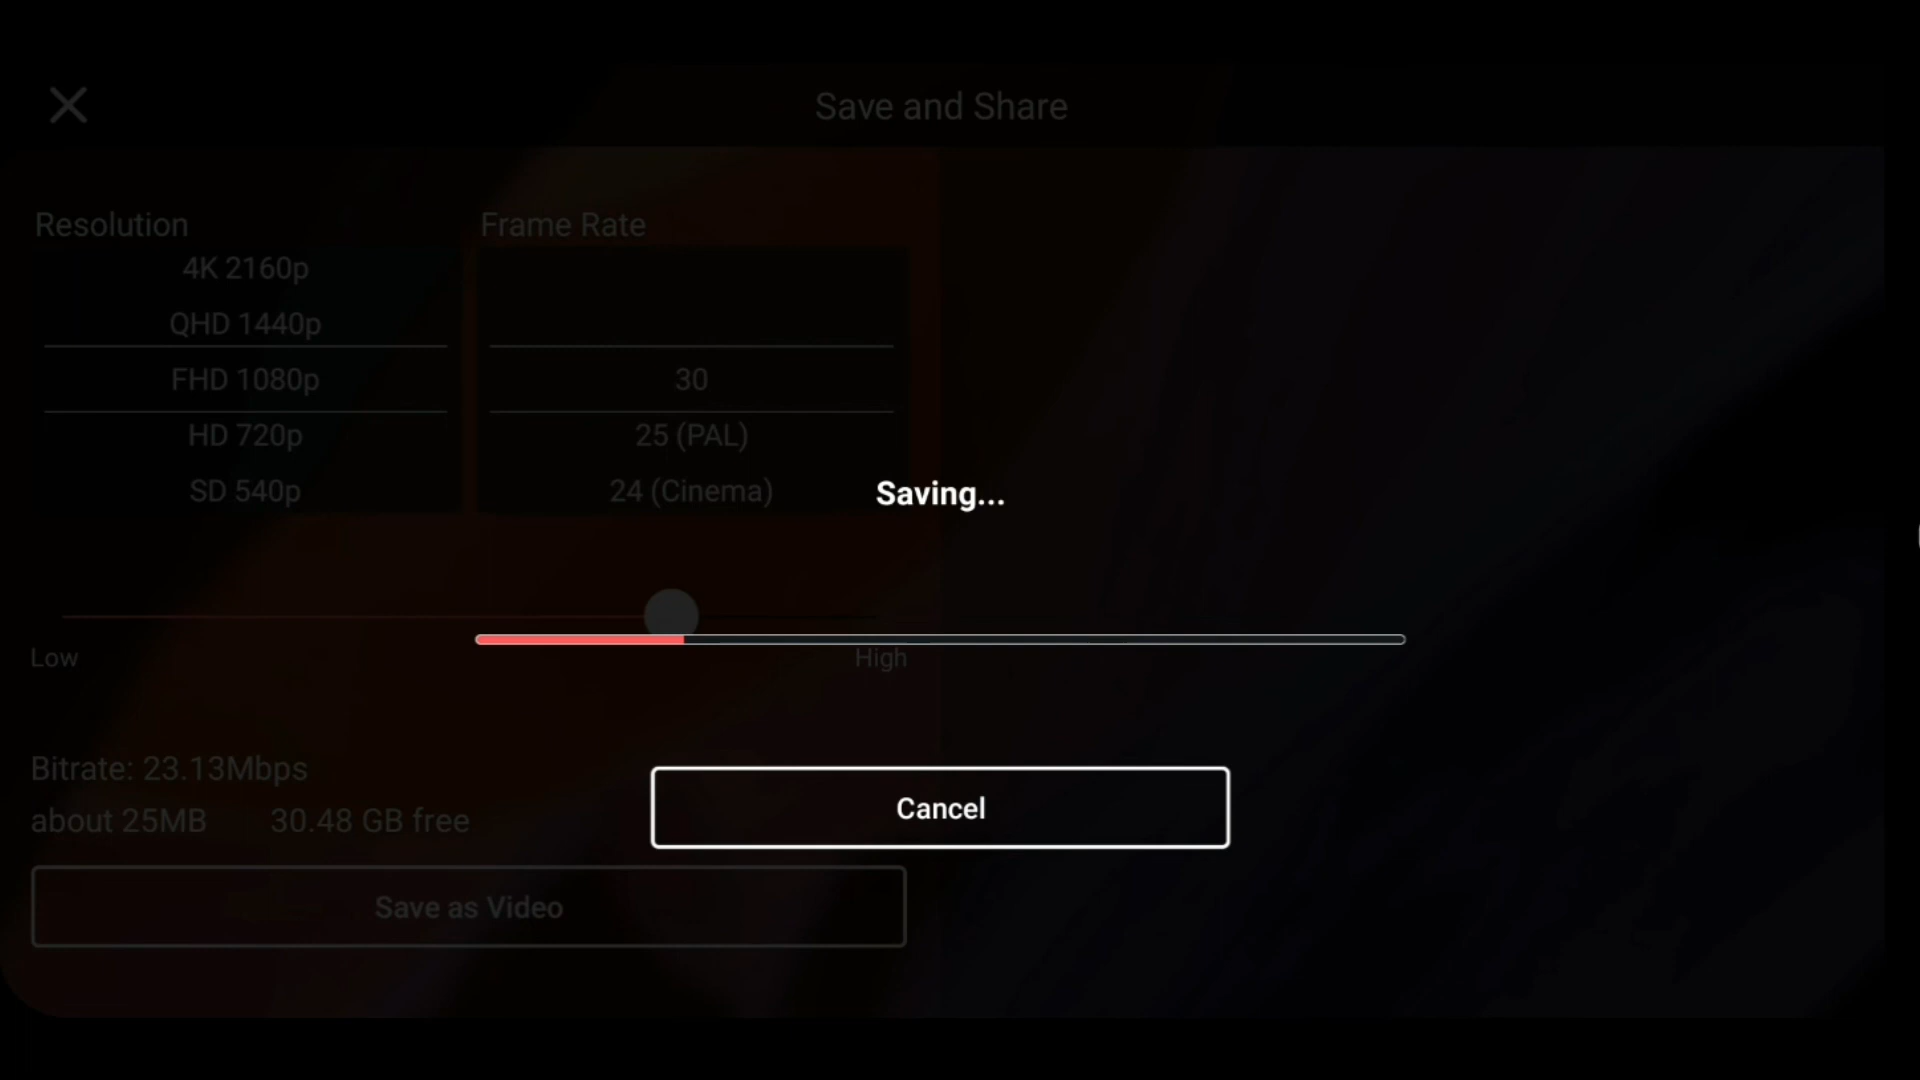 Save and Share
Resolution
4K 2160p
QHD 1440p
FHD 1080p
HD 720p
SD 540p
Frame Rate
30
25 (PAL)
24 (Cinema)
Saving...
Low
High
Bitrate: 23.13Mbps
about 25MB 30.48 GB free
Cancel
Save as Video